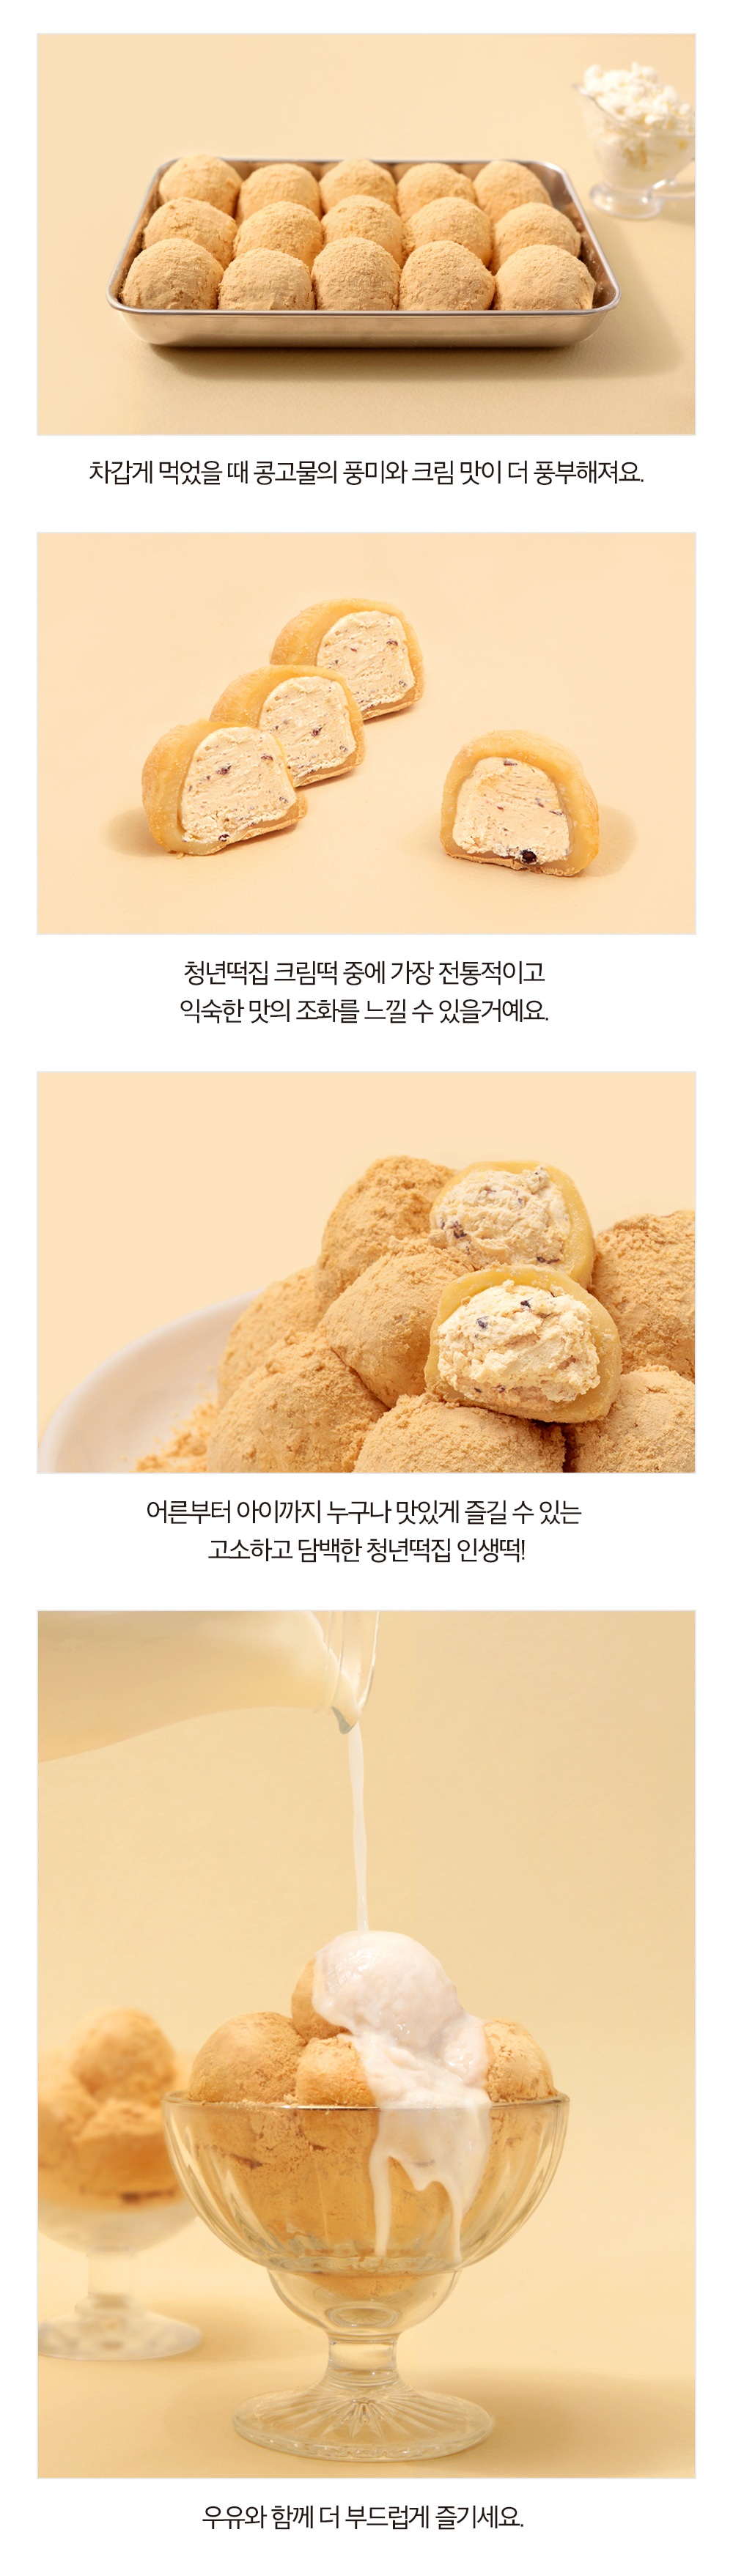 차갑게 먹었을 때 콩고물의 풍미와 크림 맛이 더 풍부해져요.
청년떡집 크림떡 중에 가장 전통적이고
익숙한 맛의 조화를 느낄 수 있을거예요.
어른부터 아이까지 누구나 맛있게 즐길 수 있는
고소하고 담백한 청년떡집 인생떡!
우유와 함께 더 부드럽게 즐기세요.